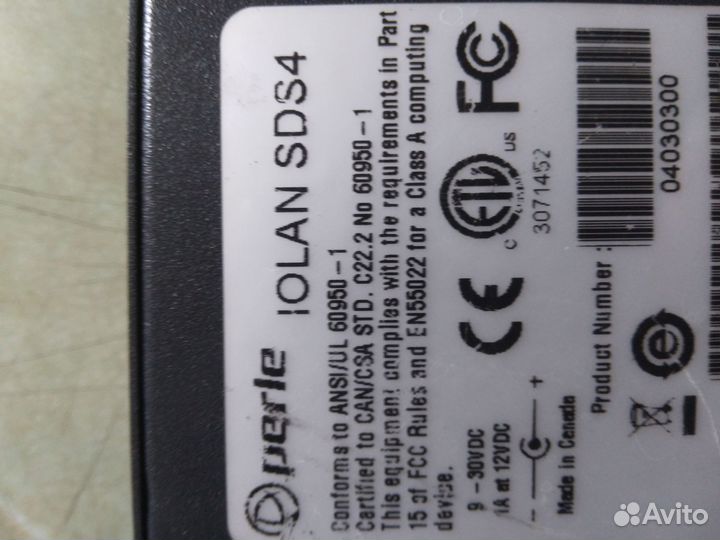 perle IOLAN SDS4
Conforms to ANSI/UL 60950-1
Certified to CAN/CSA STD. C22.2 No 60950-1
This equipment complies with the requirements in Part
15 of FCC Rules and EN55022 for a Class A computing
device.
9 - 30VDC
1A at 12VDC
- +
Made in Canada
CE
C ETL US
3071452
FC
Product Number :
04030300
e
Avito